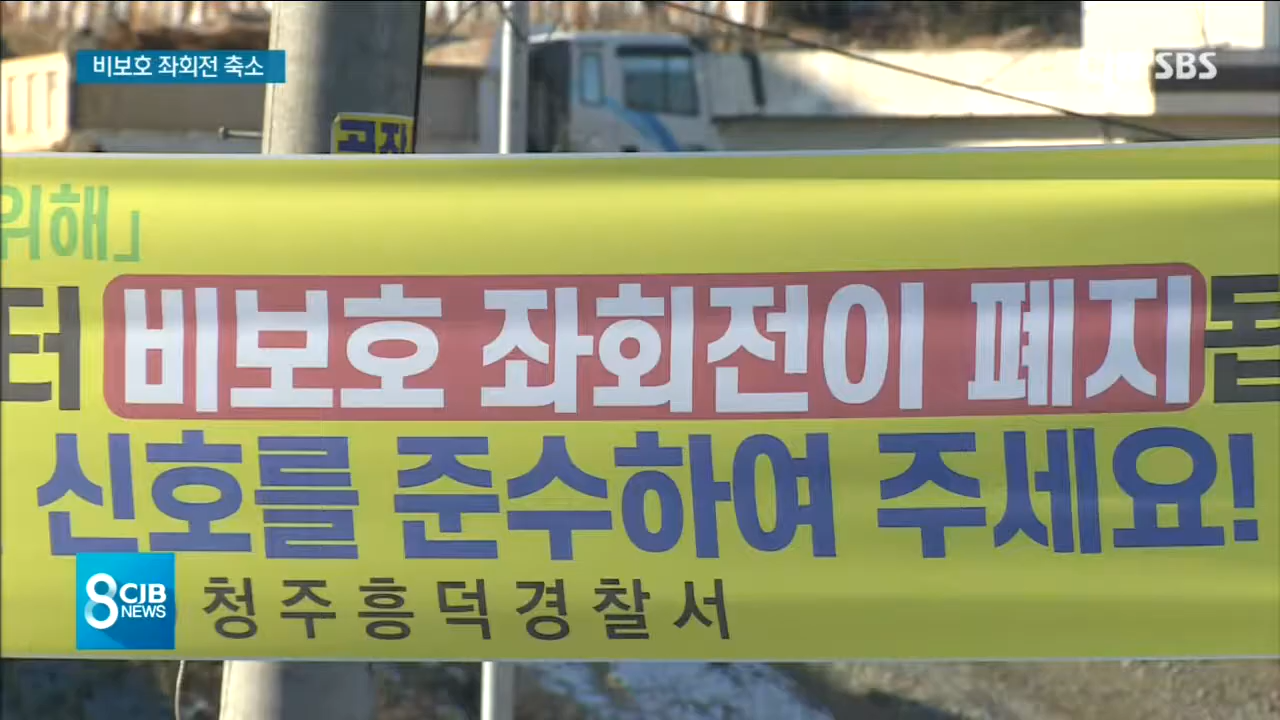 비보호 좌회전 축소
SBS
위해」
터 비보호 좌회전이 폐지됩
신호를 준수하여 주세요!
청주흥덕경찰서
8 CJB
NEWS